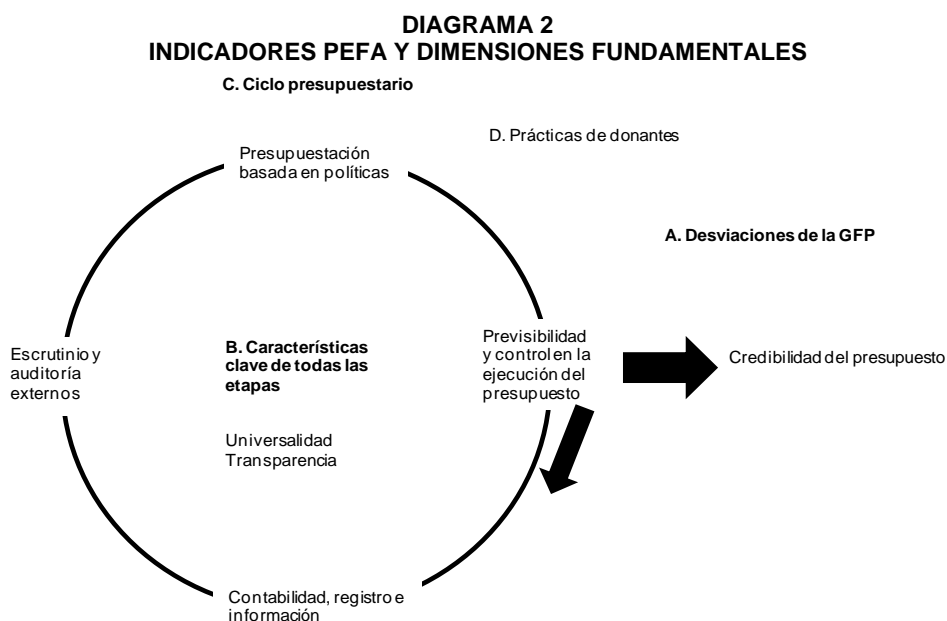 DIAGRAMA 2
INDICADORES PEFA Y DIMENSIONES FUNDAMENTALES
C. Ciclo presupuestario
D. Prácticas de donantes
Presupuestación
basada en políticas
A. Desviaciones de la GFP
Escrutinio y
auditoría
externos
B. Características
clave de todas las
etapas
Universalidad
Transparencia
Previsibilidad
y control en la
ejecución del
presupuesto
Credibilidad del presupuesto
Contabilidad, registro e
información